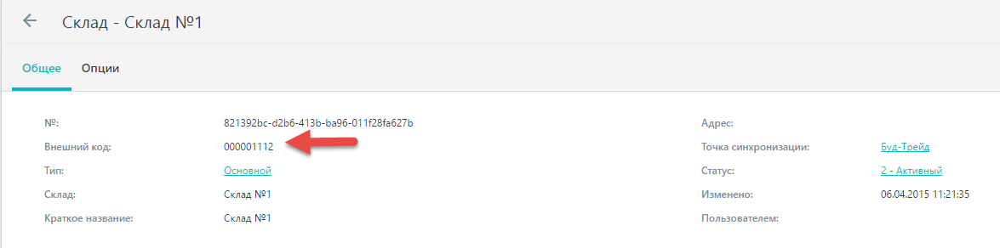 Склад - Склад №1
Общее Опции
№: 821392bc-d2b6-413b-ba96-011f28fa627b Адрес:
Внешний код: 000001112 Точка синхронизации: Буд-Трейд
Тип: Основной Статус: 2 - Активный
Склад: Склад №1 Изменено: 06.04.2015 11:21:35
Краткое название: Склад №1 Пользователем: